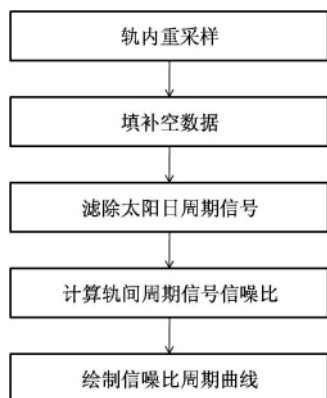 轨内重采样
填补空数据
滤除太阳日周期信号
计算轨间周期信号信噪比
绘制信噪比周期曲线